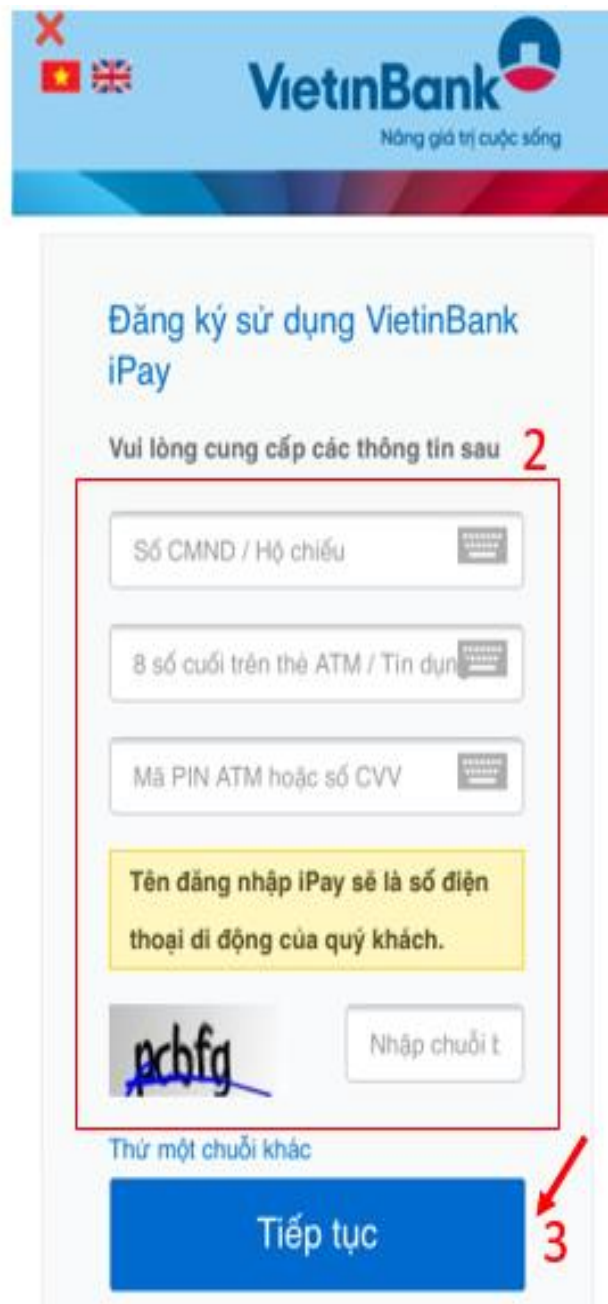 VietinBank
Nâng giá trị cuộc sống
Đăng ký sử dụng VietinBank
iPay
Vui lòng cung cấp các thông tin sau
2
Số CMND / Hộ chiếu
8 số cuối trên thẻ ATM / Tín dụn
Mã PIN ATM hoặc số CVV
Tên đăng nhập iPay sẽ là số điện
thoại di động của quý khách.
pcbfg
Nhập chuỗi t
Thử một chuỗi khác
Tiếp tục
3